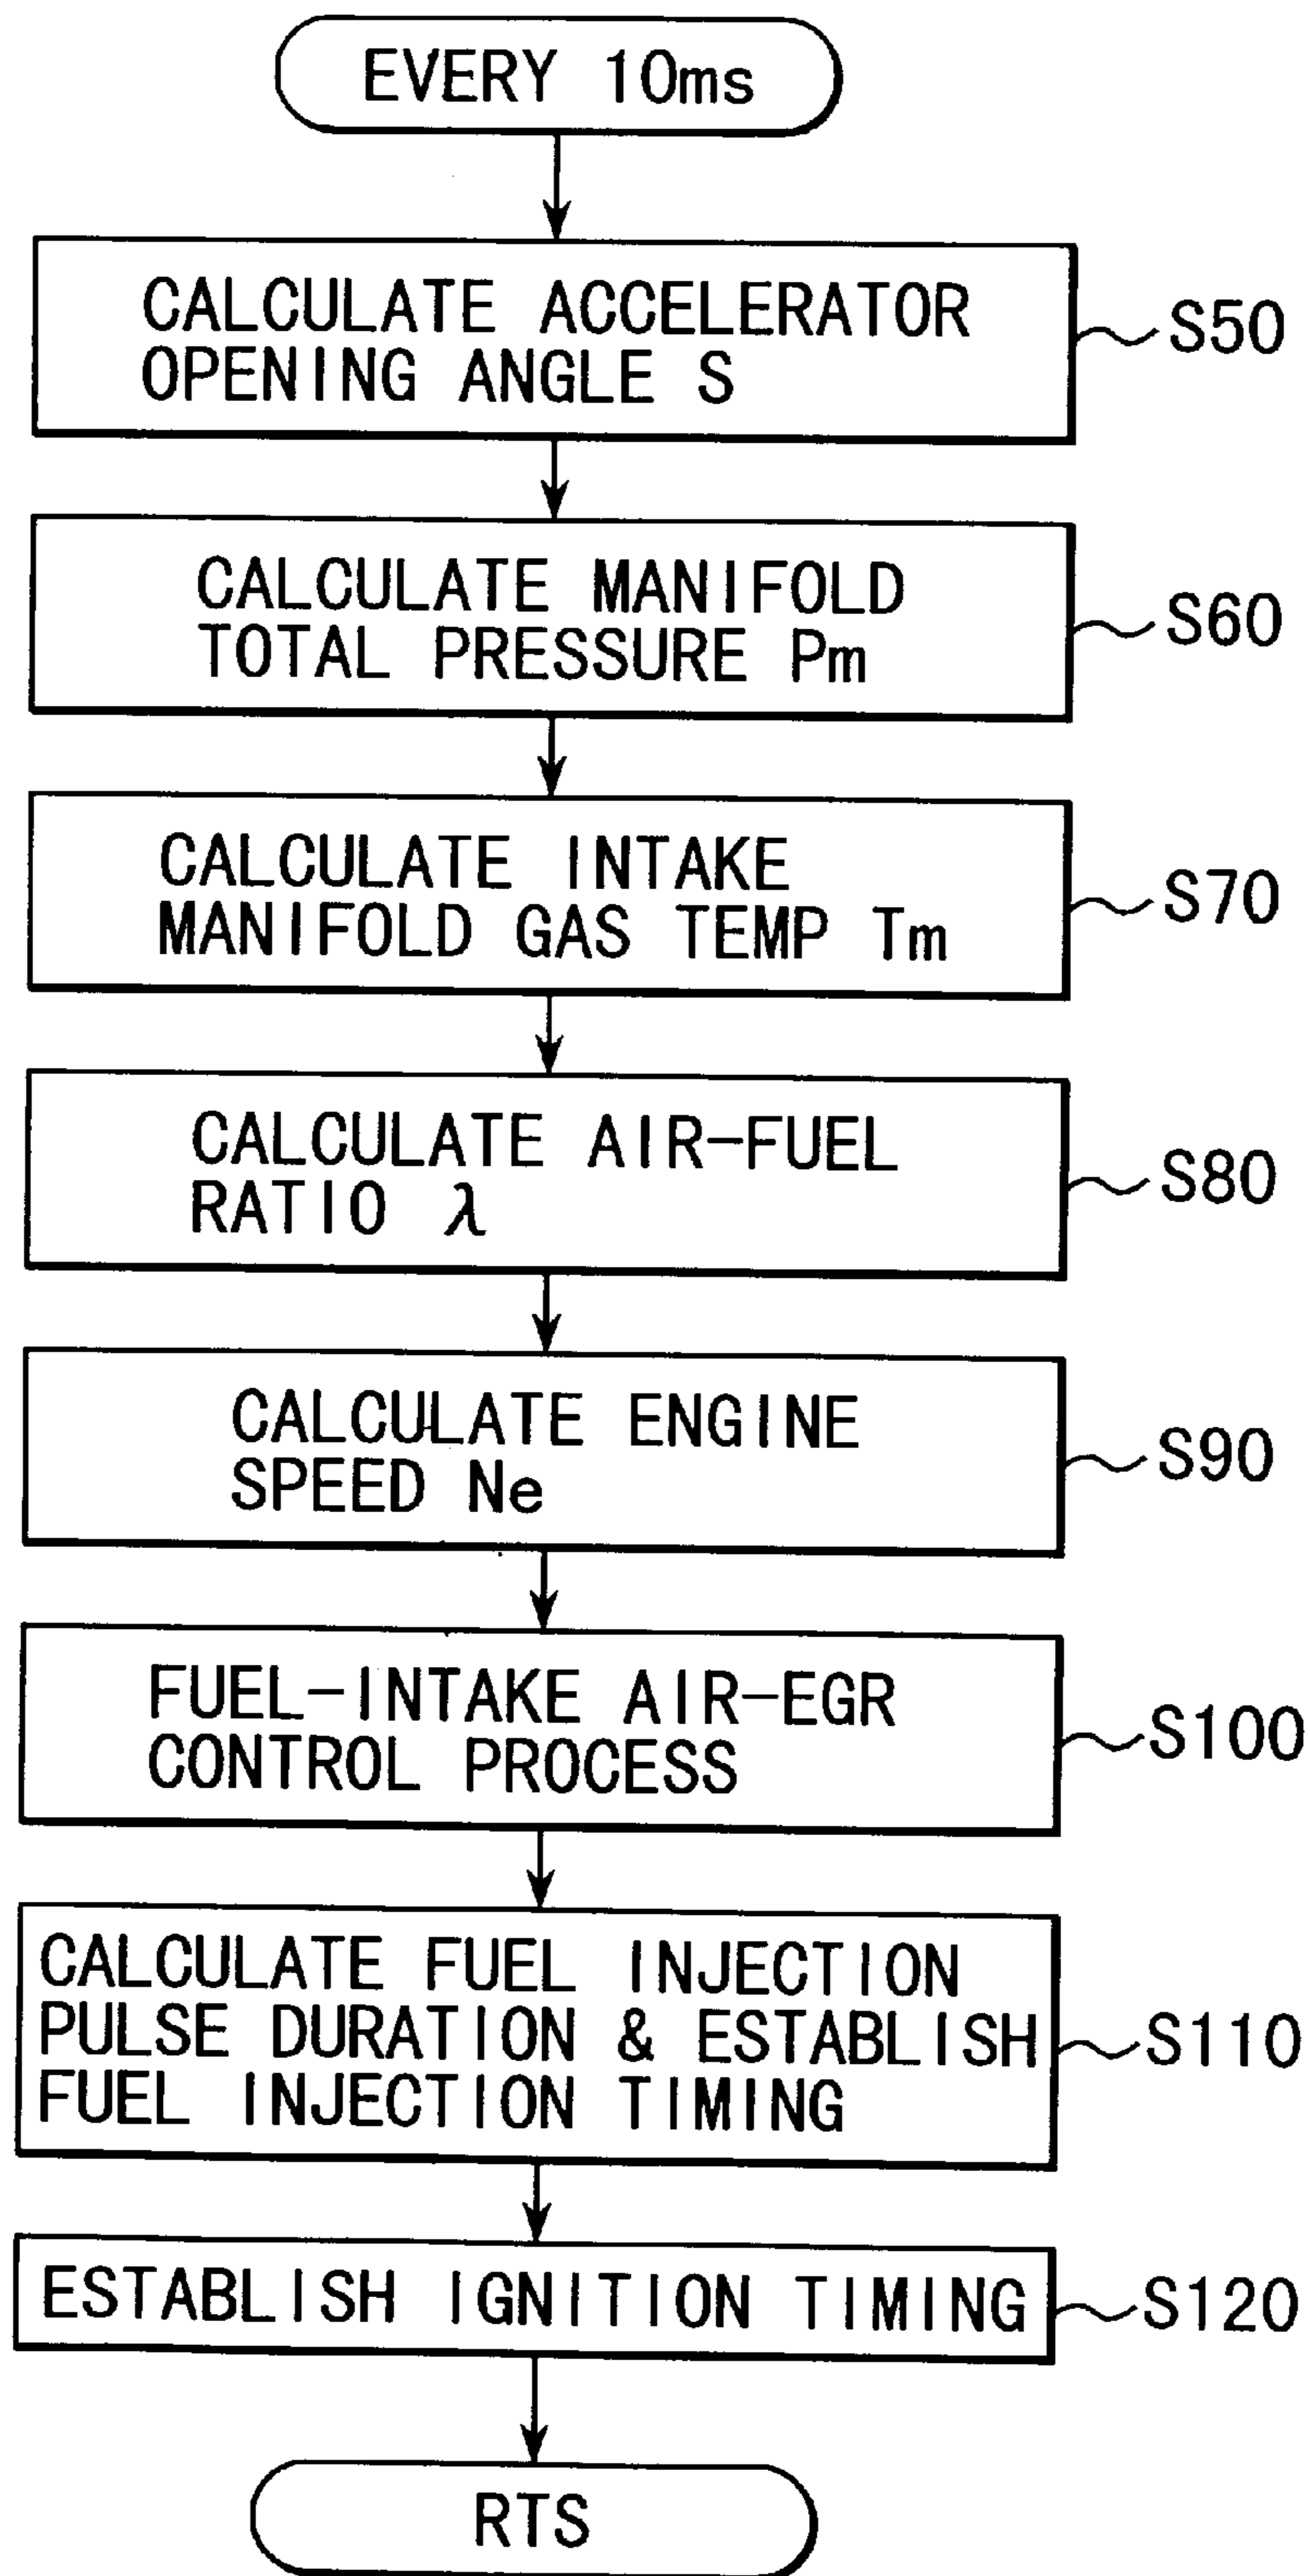 EVERY 10ms
CALCULATE ACCELERATOR
OPENING ANGLE S
S50
CALCULATE MANIFOLD
TOTAL PRESSURE Pm
S60
CALCULATE INTAKE
MANIFOLD GAS TEMP Tm
S70
CALCULATE AIR-FUEL
RATIO λ
S80
CALCULATE ENGINE
SPEED Ne
S90
FUEL-INTAKE AIR-EGR
CONTROL PROCESS
S100
CALCULATE FUEL INJECTION
PULSE DURATION & ESTABLISH
FUEL INJECTION TIMING
S110
ESTABLISH IGNITION TIMING
S120
RTS